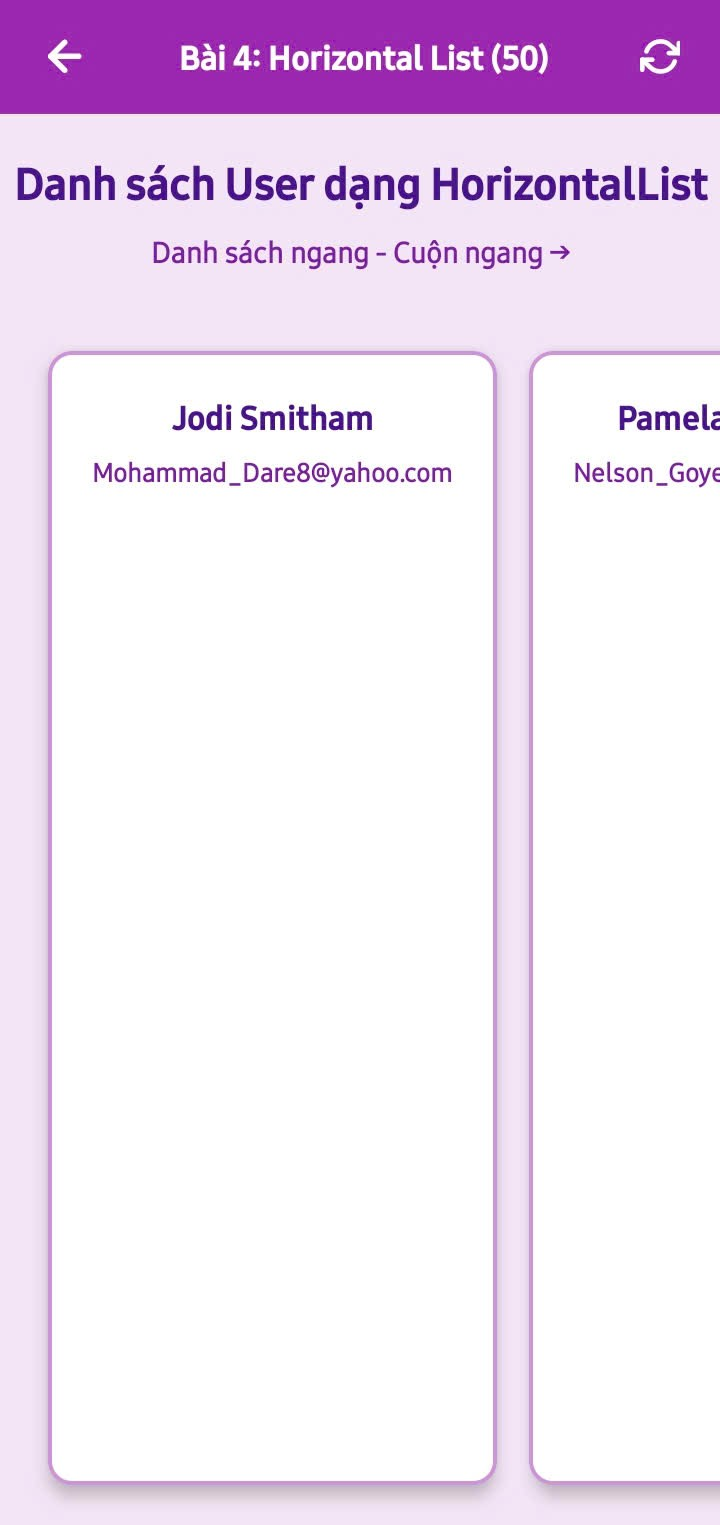 Bài 4: Horizontal List (50)
Danh sách User dạng HorizontalList
Danh sách ngang - Cuộn ngang →
Jodi Smitham
Mohammad_Dare8@yahoo.com
Pamela
Nelson_Goye